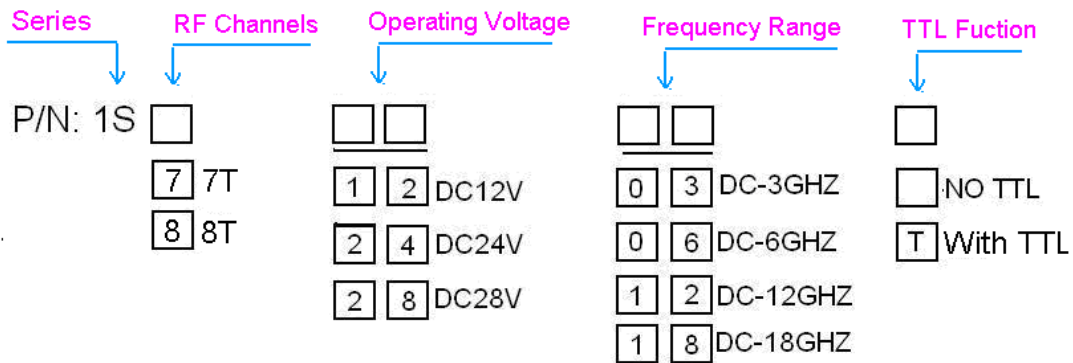 Series RF Channels Operating Voltage Frequency Range TTL Fuction
P/N: 1S
7 7T 1 2 DC12V 0 3 DC-3GHZ NO TTL
8 8T 2 4 DC24V 0 6 DC-6GHZ T With TTL
2 8 DC28V 1 2 DC-12GHZ
1 8 DC-18GHZ